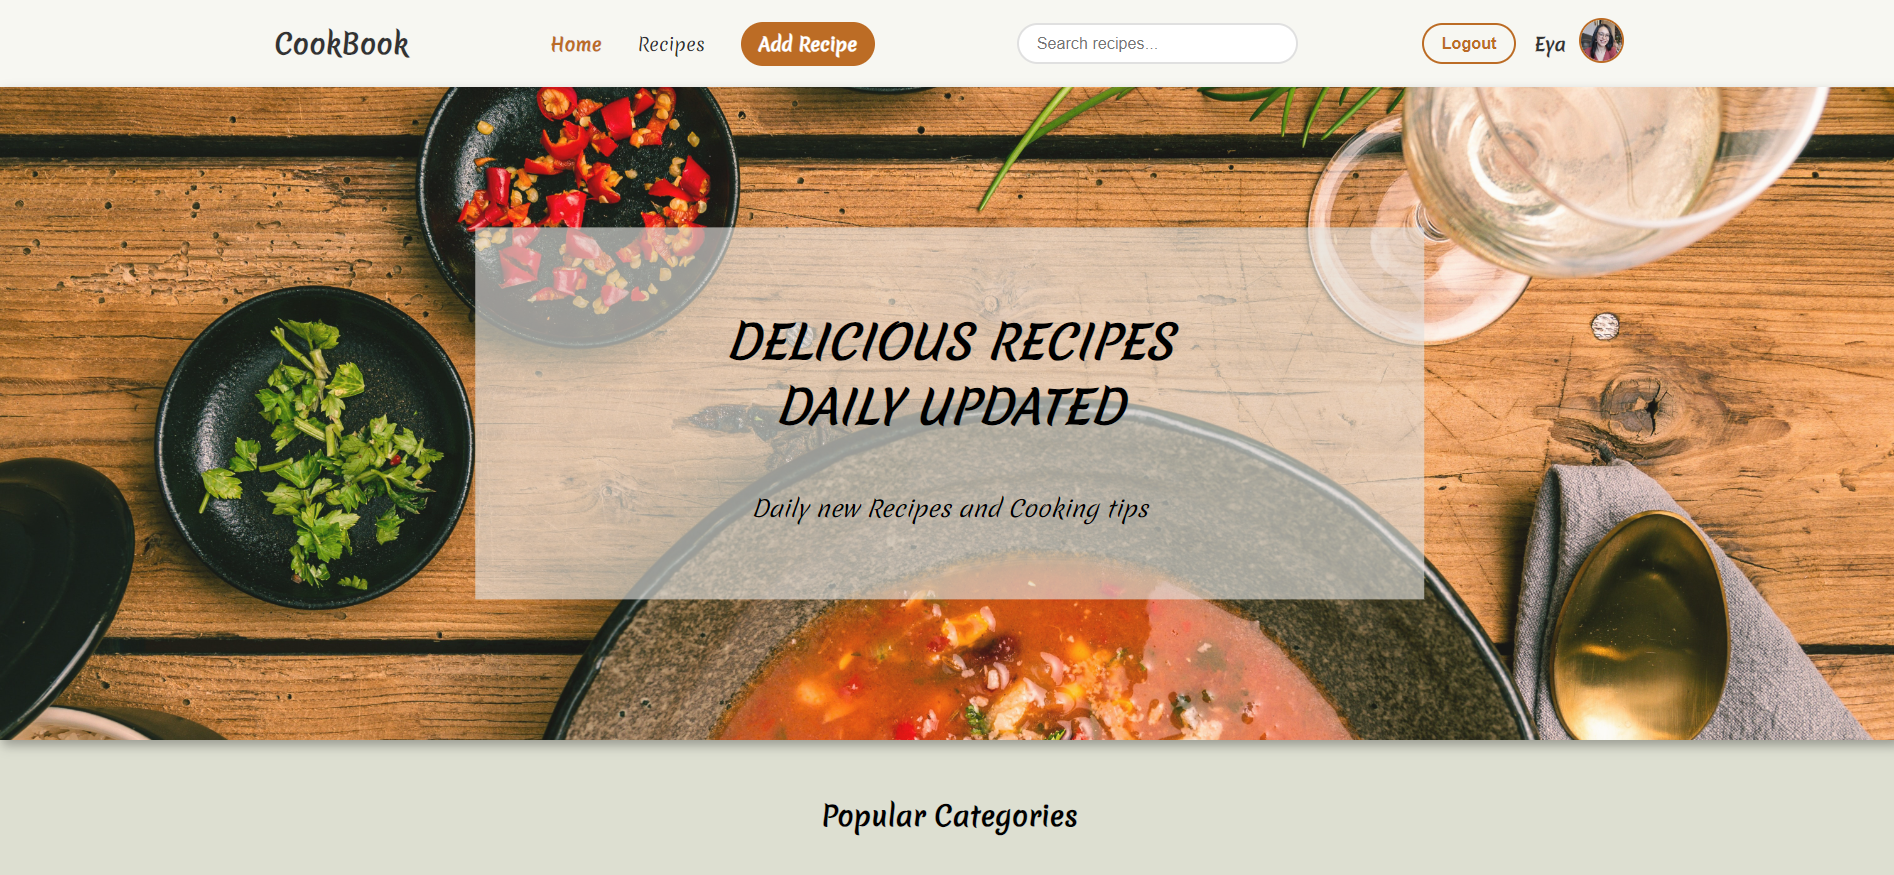 CookBook
Home
Recipes
Add Recipe
Search recipes...
Logout
Eya
DELICIOUS RECIPES
DAILY UPDATED
Daily new Recipes and Cooking tips
Popular Categories